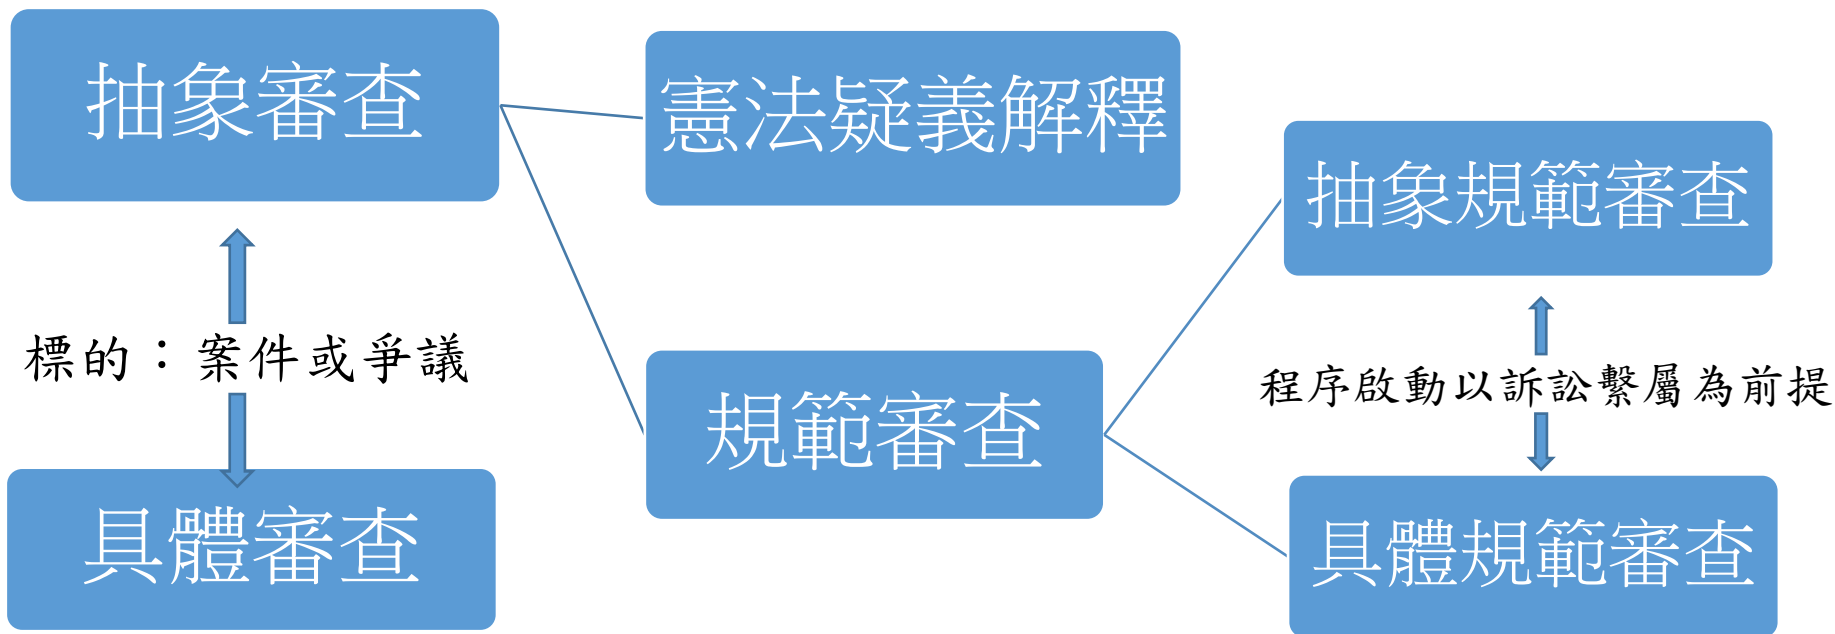 抽象審查
憲法疑義解釋
抽象規範審查
標的：案件或爭議
規範審查
程序啟動以訴訟繫屬為前提
具體審查
具體規範審查